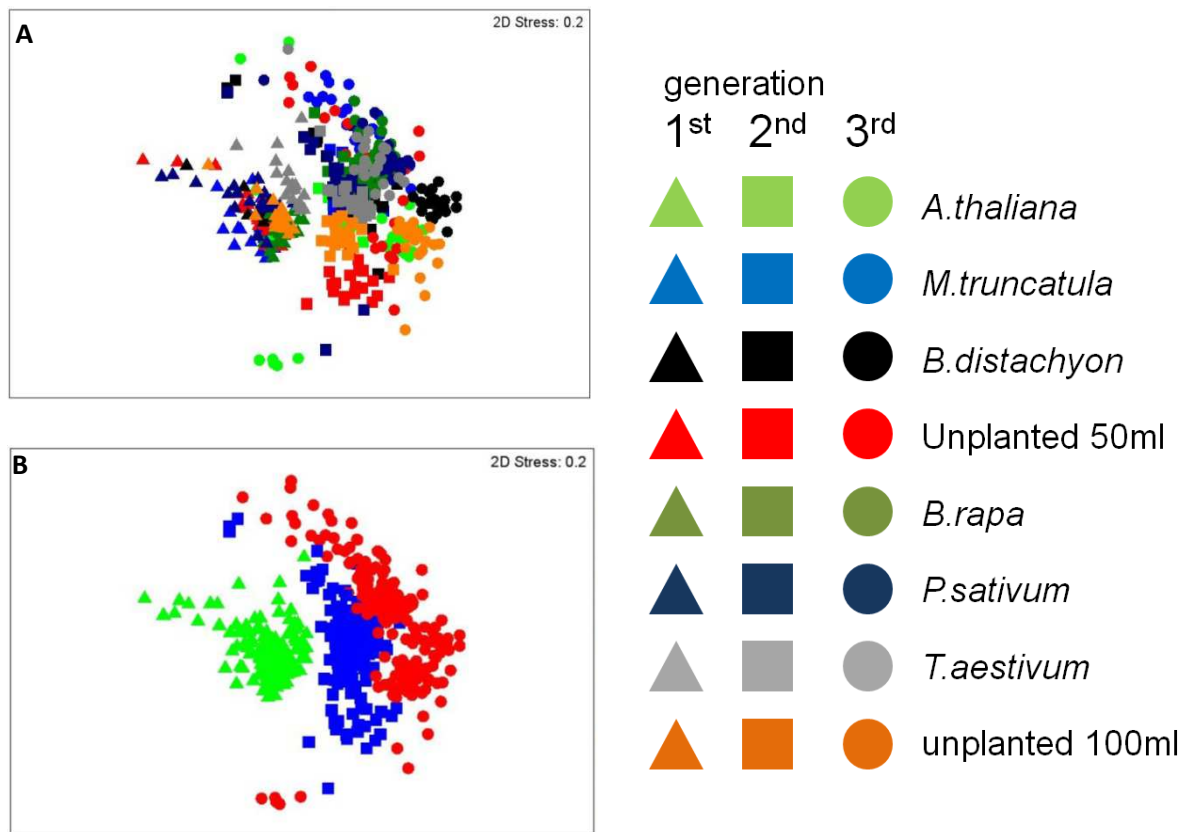 A
2D Stress: 0.2
B
2D Stress: 0.2
generation
1st 2nd 3rd
A.thaliana
M.truncatula
B.distachyon
Unplanted 50ml
B.rapa
P.sativum
T.aestivum
unplanted 100ml